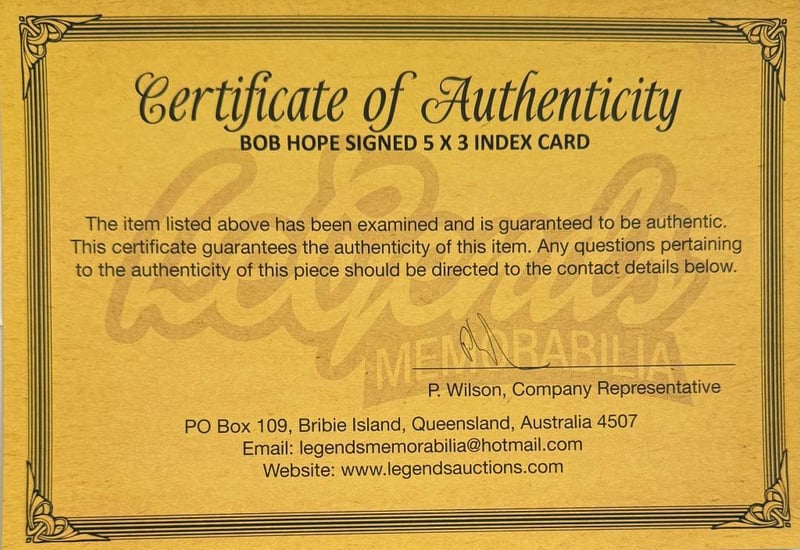 Certificate of Authenticity
BOB HOPE SIGNED 5 X 3 INDEX CARD
Legends
MEMORABILIA
The item listed above has been examined and is guaranteed to be authentic.
This certificate guarantees the authenticity of this item. Any questions pertaining
to the authenticity of this piece should be directed to the contact details below.
P. Wilson, Company Representative
PO Box 109, Bribie Island, Queensland, Australia 4507
Email: legendsmemorabilia@hotmail.com
Website: www.legendsauctions.com